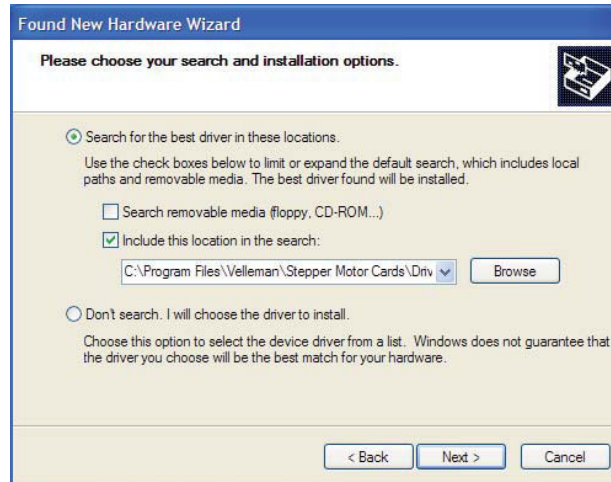 Found New Hardware Wizard
Please choose your search and installation options.
Search for the best driver in these locations.
Use the check boxes below to limit or expand the default search, which includes local
paths and removable media. The best driver found will be installed.
Search removable media (floppy, CD-ROM...)
Include this location in the search:
C:\Program Files\Velleman\Stepper Motor Cards\Driv
Browse
Don't search. I will choose the driver to install.
Choose this option to select the device driver from a list. Windows does not guarantee that
the driver you choose will be the best match for your hardware.
< Back Next > Cancel